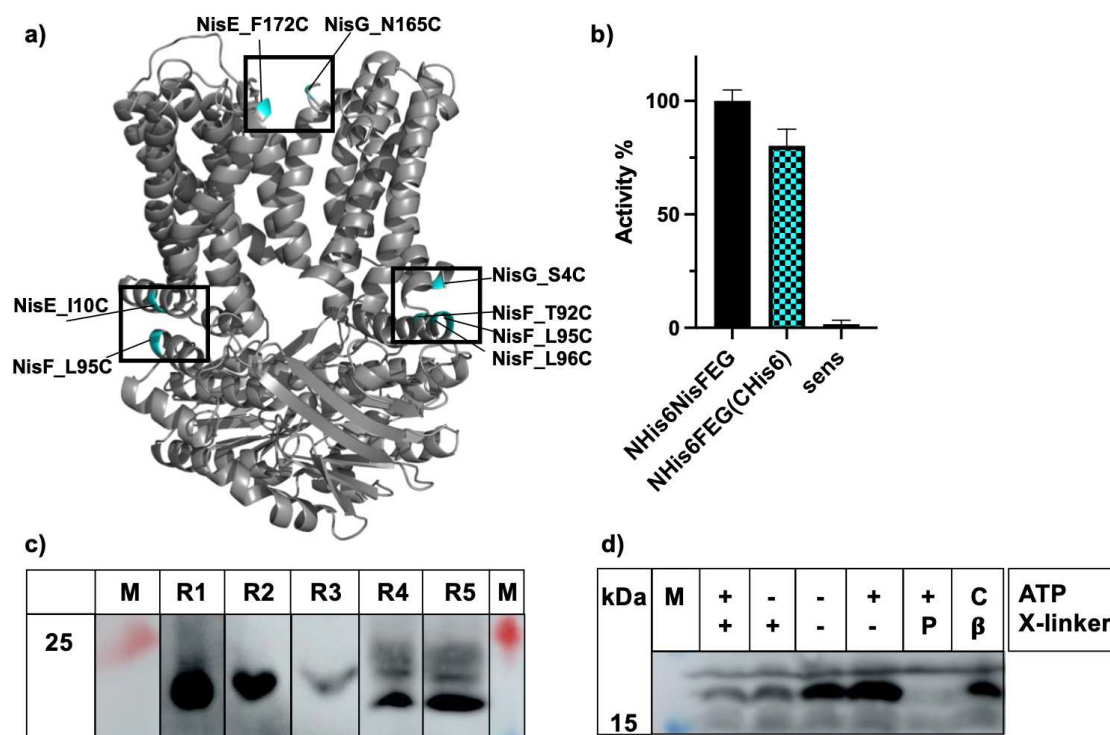 a)
NisE_F172C
NisG_N165C
NisE_I10C
NisF_L95C
NisG_S4C
NisF_T92C
NisF_L95C
NisF_L96C
b)
Activity %
100
50
0
NHis6NisFEG
NHis6FEG(CHis6)
sens
c)
M R1 R2 R3 R4 R5 M
25
d)
kDa M + - - + + C ATP
+ + - - P β X-linker
15